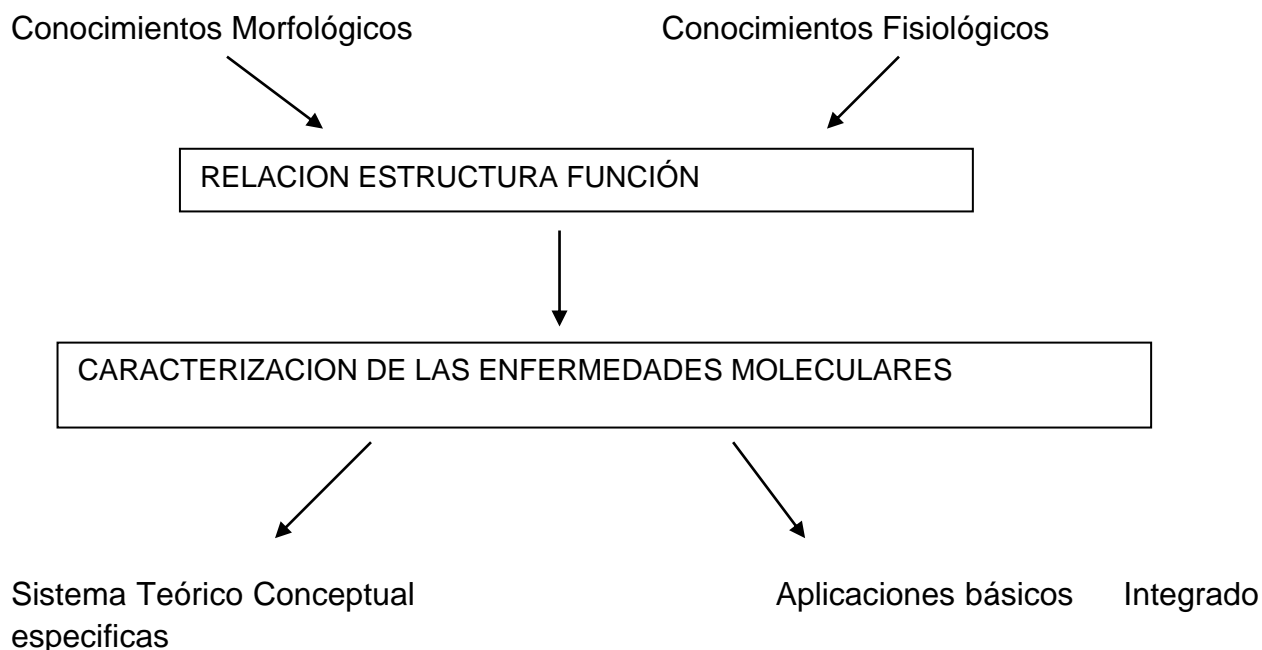 Conocimientos Morfológicos Conocimientos Fisiológicos
RELACION ESTRUCTURA FUNCIÓN
CARACTERIZACION DE LAS ENFERMEDADES MOLECULARES
Sistema Teórico Conceptual Aplicaciones básicos Integrado
especificas